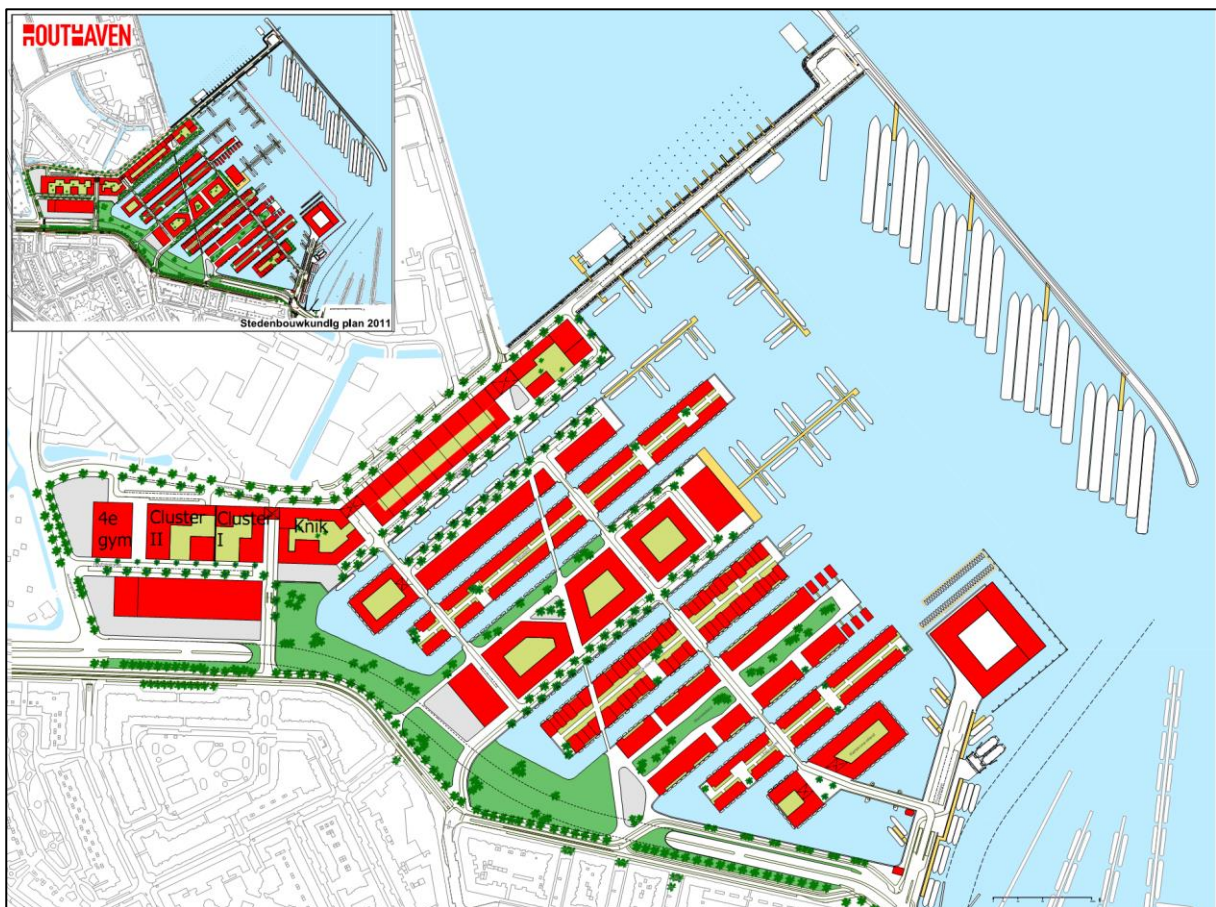 HOUTHAVEN
Stedenbouwkundig plan 2011
4e
gym
Cluster
II
Cluster
I
Knik